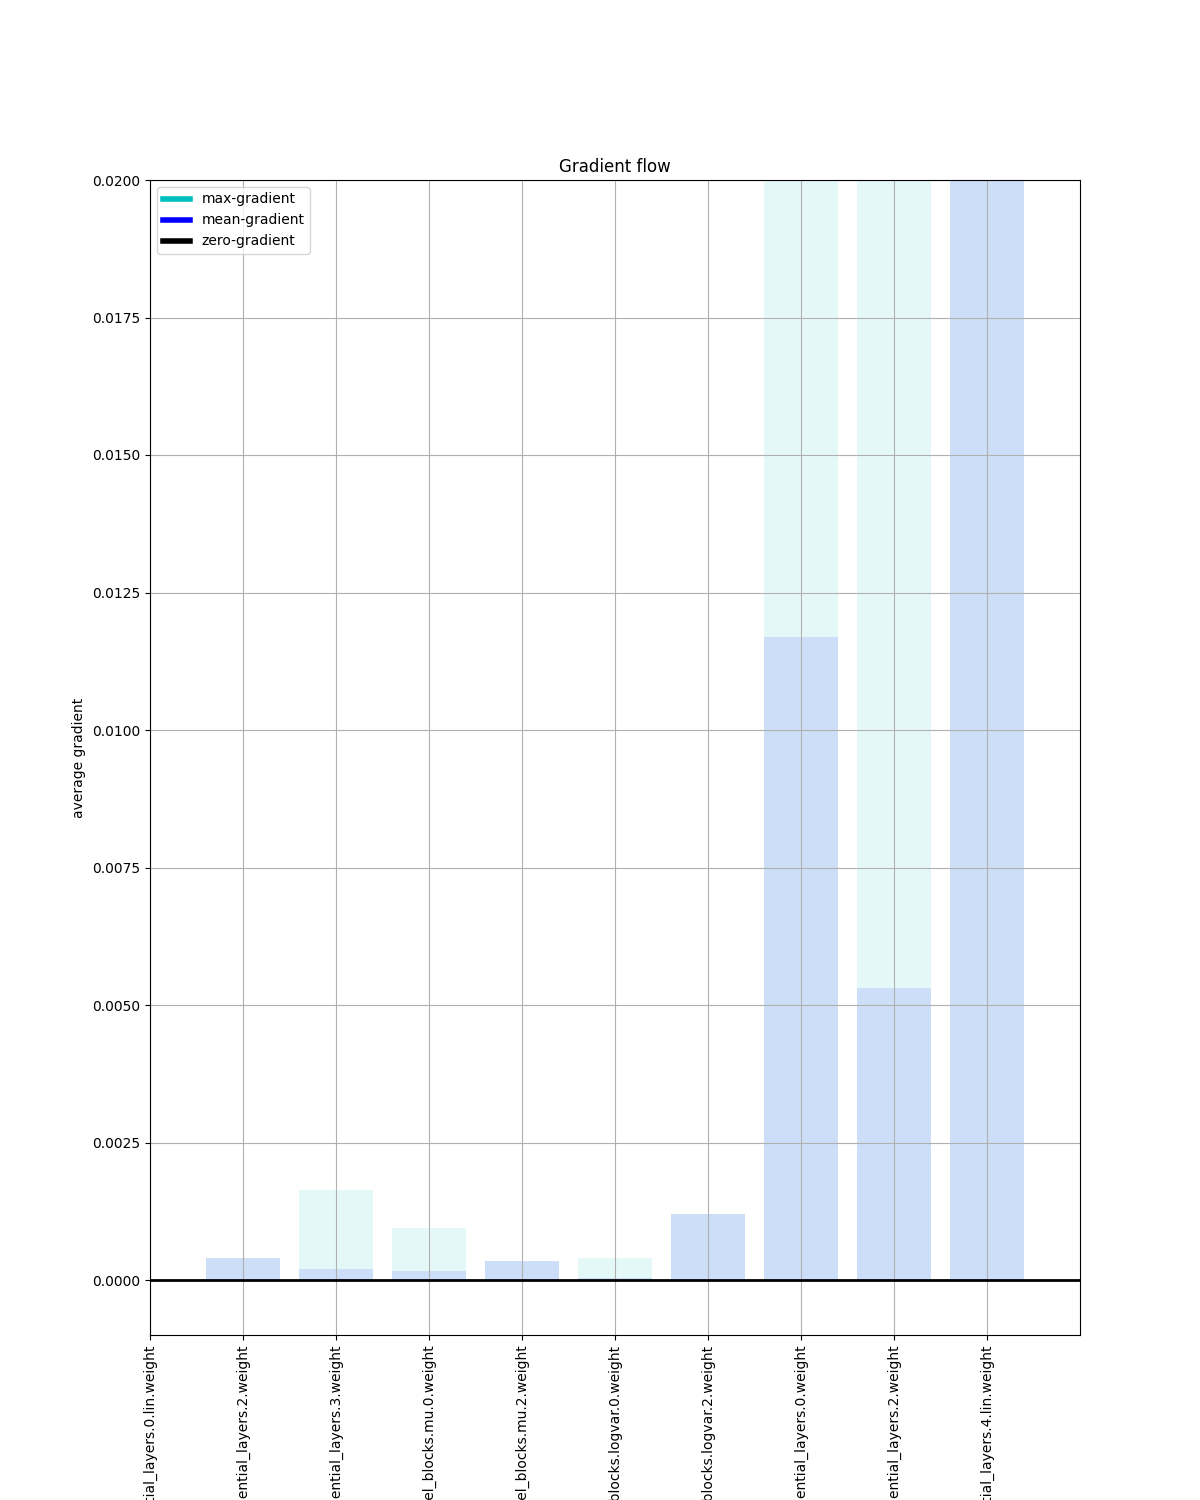 Gradient flow
max-gradient
mean-gradient
zero-gradient
0.0200
0.0175
0.0150
0.0125
0.0100
0.0075
0.0050
0.0025
0.0000
average gradient
tial_layers.0.lin.weight
ential_layers.2.weight
ential_layers.3.weight
el_blocks.mu.0.weight
el_blocks.mu.2.weight
blocks.logvar.0.weight
blocks.logvar.2.weight
ential_layers.0.weight
ential_layers.2.weight
tial_layers.4.lin.weight